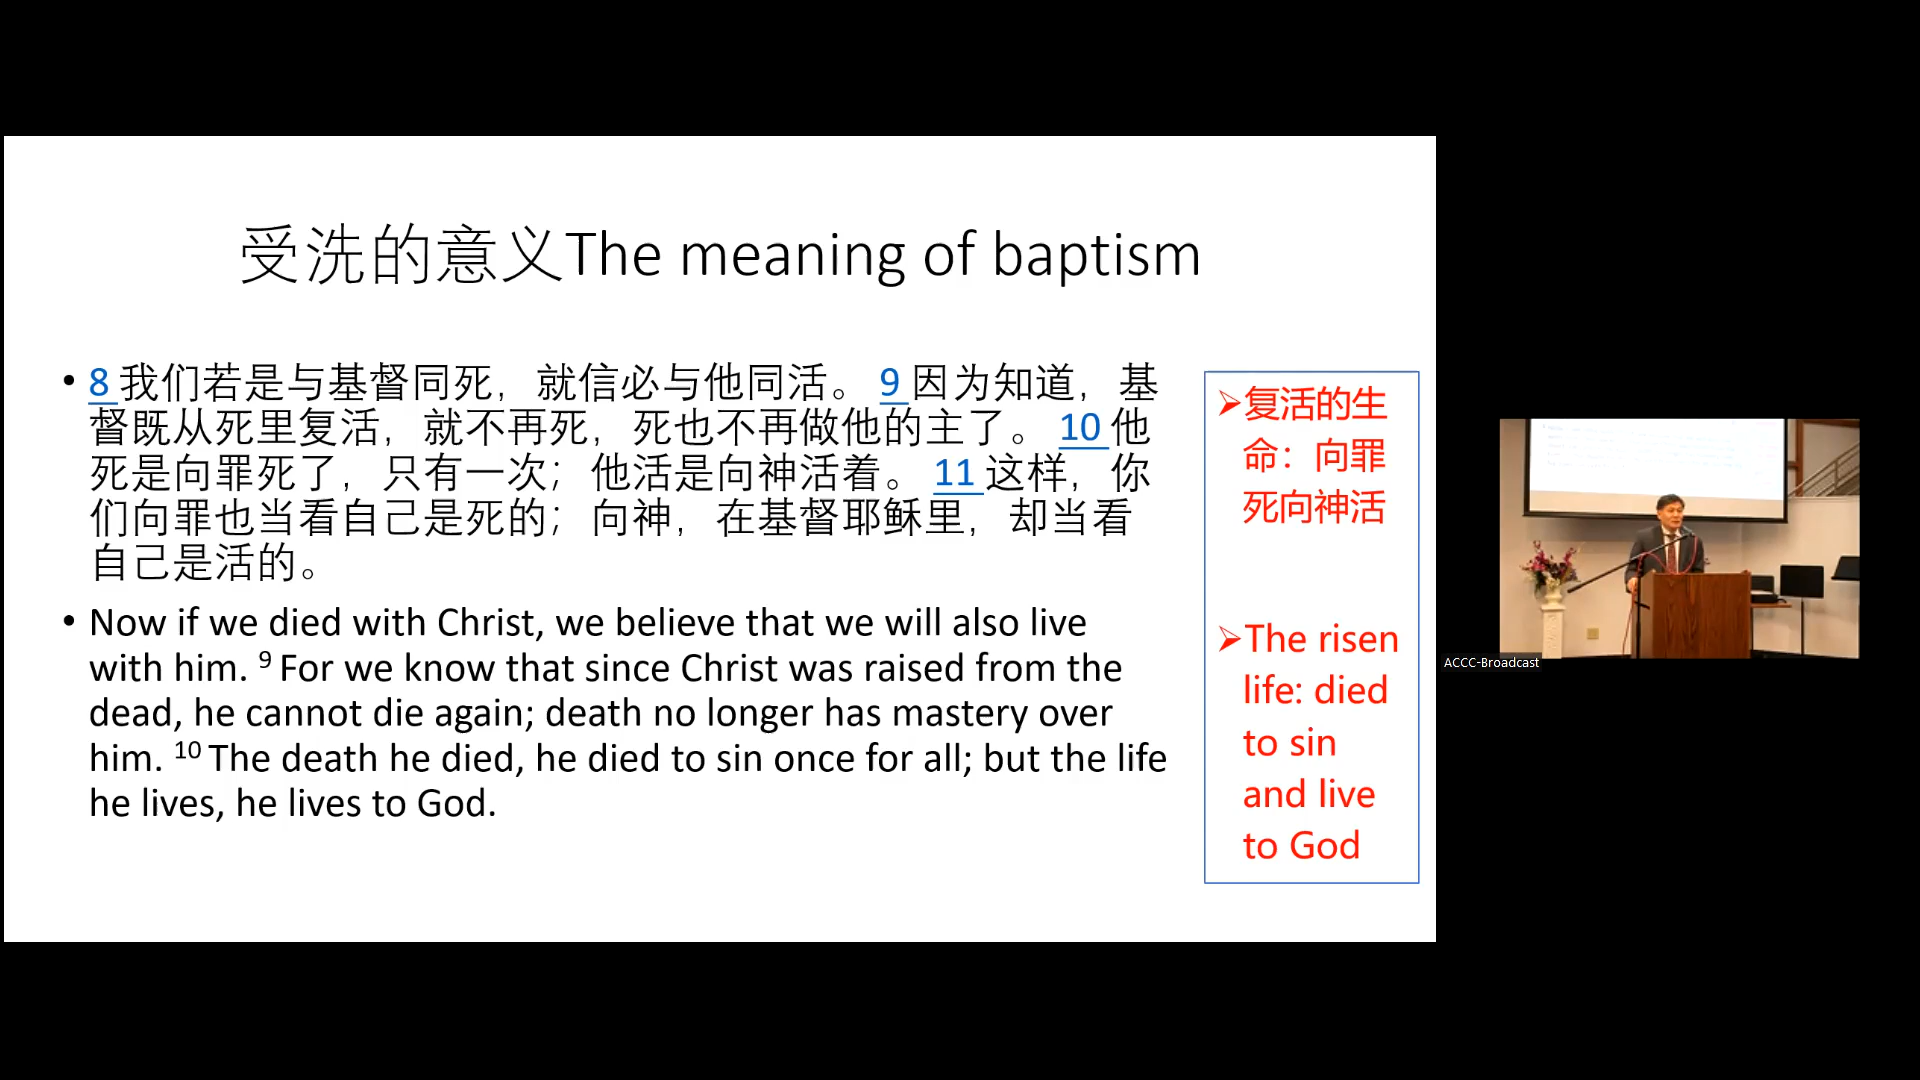 受洗的意义The meaning of baptism
• 8 我们若是与基督同死，就信必与他同活。 9 因为知道，基
督既从死里复活，就不再死，死也不再做他的主了。 10 他
死是向罪死了，只有一次；他活是向神活着。 11 这样，你
们向罪也当看自己是死的；向神，在基督耶稣里，却当看
自己是活的。
• Now if we died with Christ, we believe that we will also live
with him. 9 For we know that since Christ was raised from the
dead, he cannot die again; death no longer has mastery over
him. 10 The death he died, he died to sin once for all; but the life
he lives, he lives to God.
➢复活的生
命：向罪
死向神活
➢The risen
life: died
to sin
and live
to God
ACCC-Broadcast